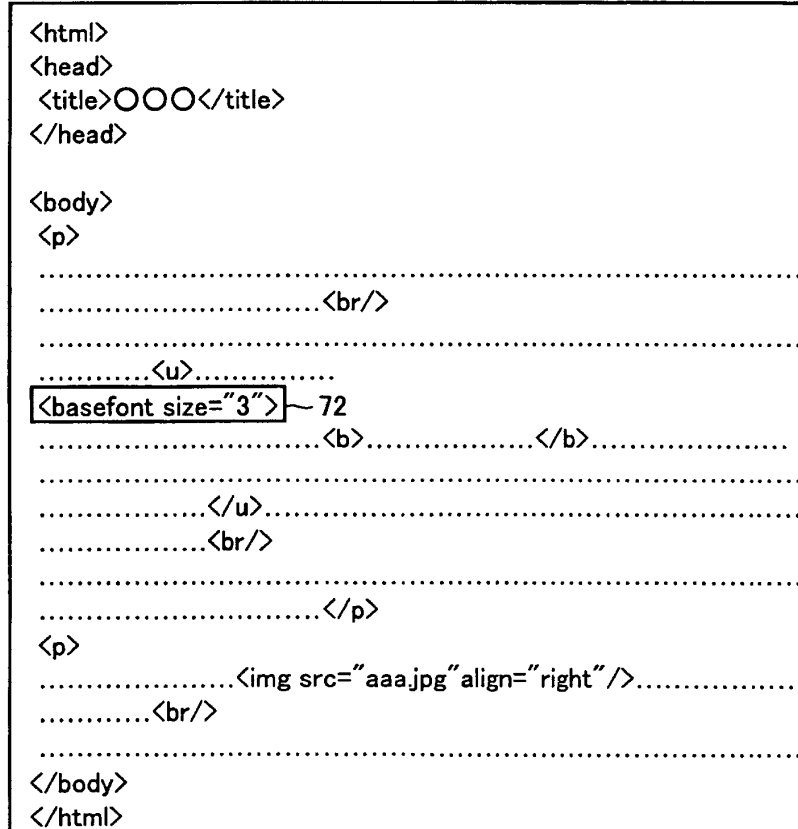 <html>
<head>
<title>○○○</title>
</head>
<body>
<p>
................................................................................
..............................<br/>
................................................................................
............<u>...............
<basefont size="3"> 72
..............................<b>..................</b>.....................
................................................................................
..................</u>.........................................................
..................<br/>
................................................................................
..............................</p>
<p>
.....................<img src="aaa.jpg"align="right"/>.................
............<br/>
................................................................................
</body>
</html>